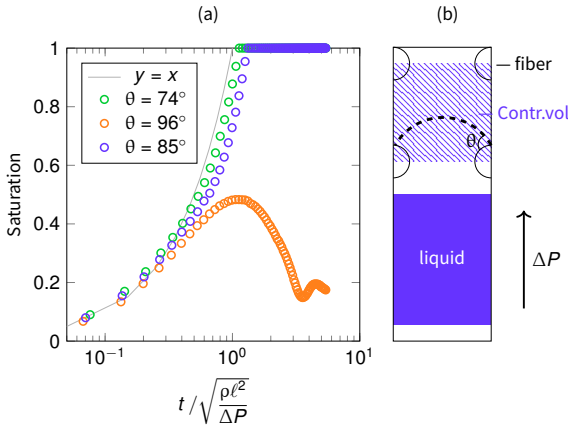 (a)
(b)
1
0.8
0.6
0.4
0.2
0
Saturation
y = x
θ = 74°
θ = 96°
θ = 85°
10⁻¹
10⁰
10¹
t / √(ρℓ² / ΔP)
fiber
Contr.vol
θ
liquid
ΔP